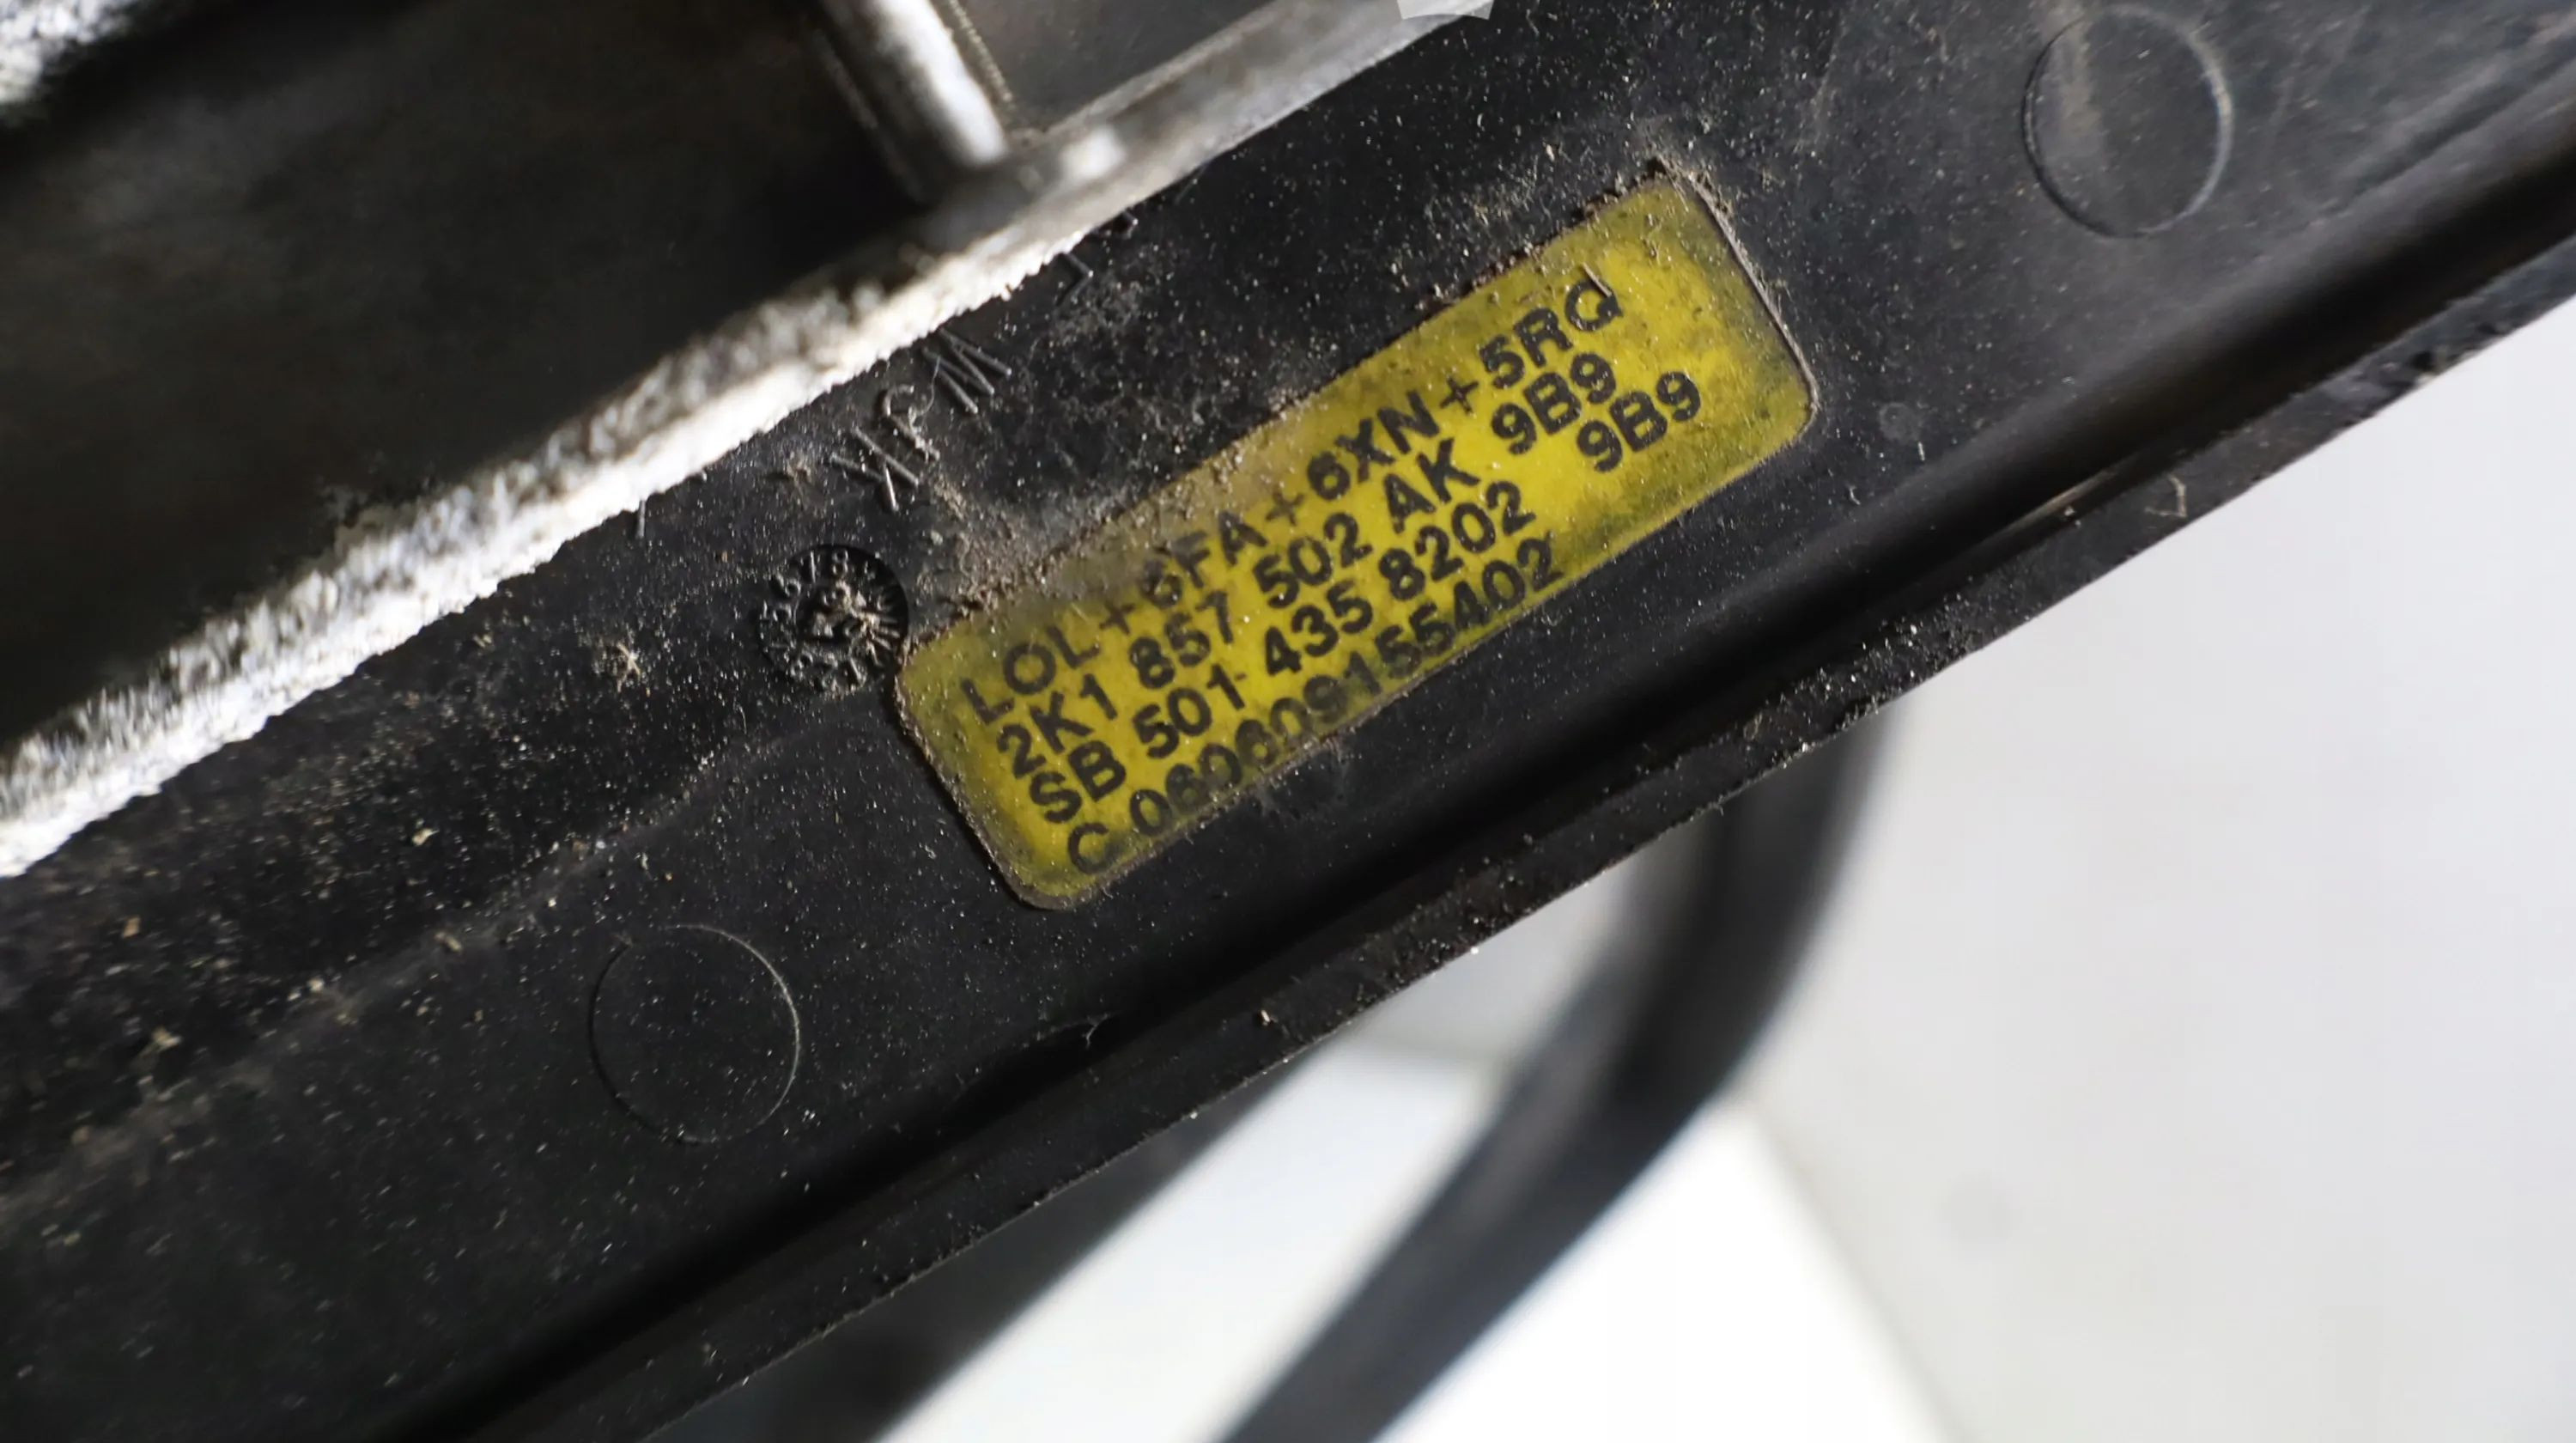 LOL+6FA+6XN+5RQ
2K1 857 502 AK 9B9
SB 501 435 8202 9B9
C 060609155402